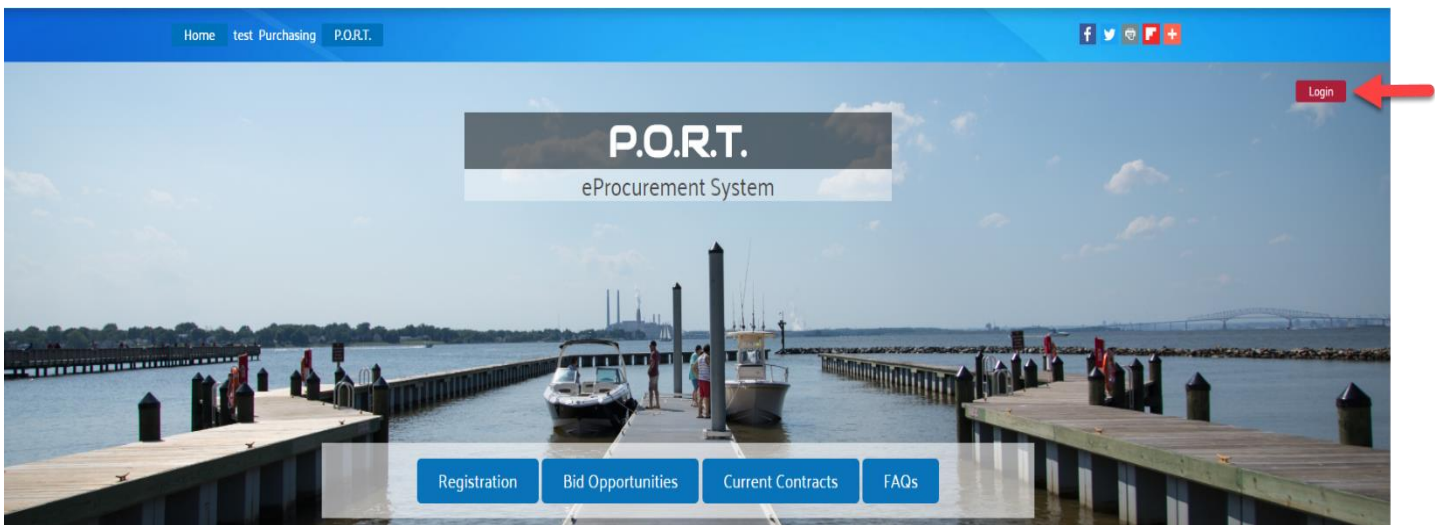 Home test Purchasing P.O.R.T.
Login
P.O.R.T.
eProcurement System
Registration Bid Opportunities Current Contracts FAQs